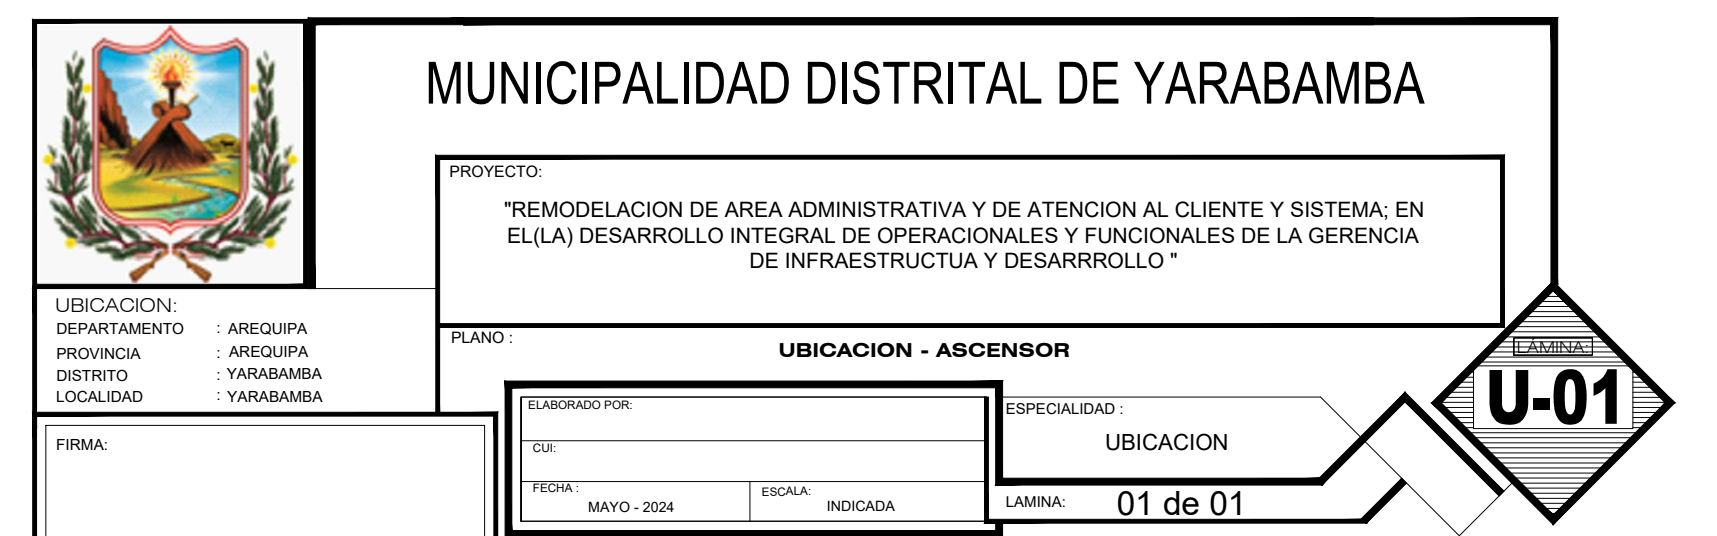 MUNICIPALIDAD DISTRITAL DE YARABAMBA
PROYECTO:
"REMODELACION DE AREA ADMINISTRATIVA Y DE ATENCION AL CLIENTE Y SISTEMA; EN
EL(LA) DESARROLLO INTEGRAL DE OPERACIONALES Y FUNCIONALES DE LA GERENCIA
DE INFRAESTRUCTUA Y DESARRROLLO "
UBICACION:
DEPARTAMENTO : AREQUIPA
PROVINCIA : AREQUIPA
DISTRITO : YARABAMBA
LOCALIDAD : YARABAMBA
PLANO :
UBICACION - ASCENSOR
LÁMINA:
U-01
FIRMA:
ELABORADO POR:
CUI:
FECHA :
MAYO - 2024
ESCALA:
INDICADA
ESPECIALIDAD :
UBICACION
LAMINA: 01 de 01